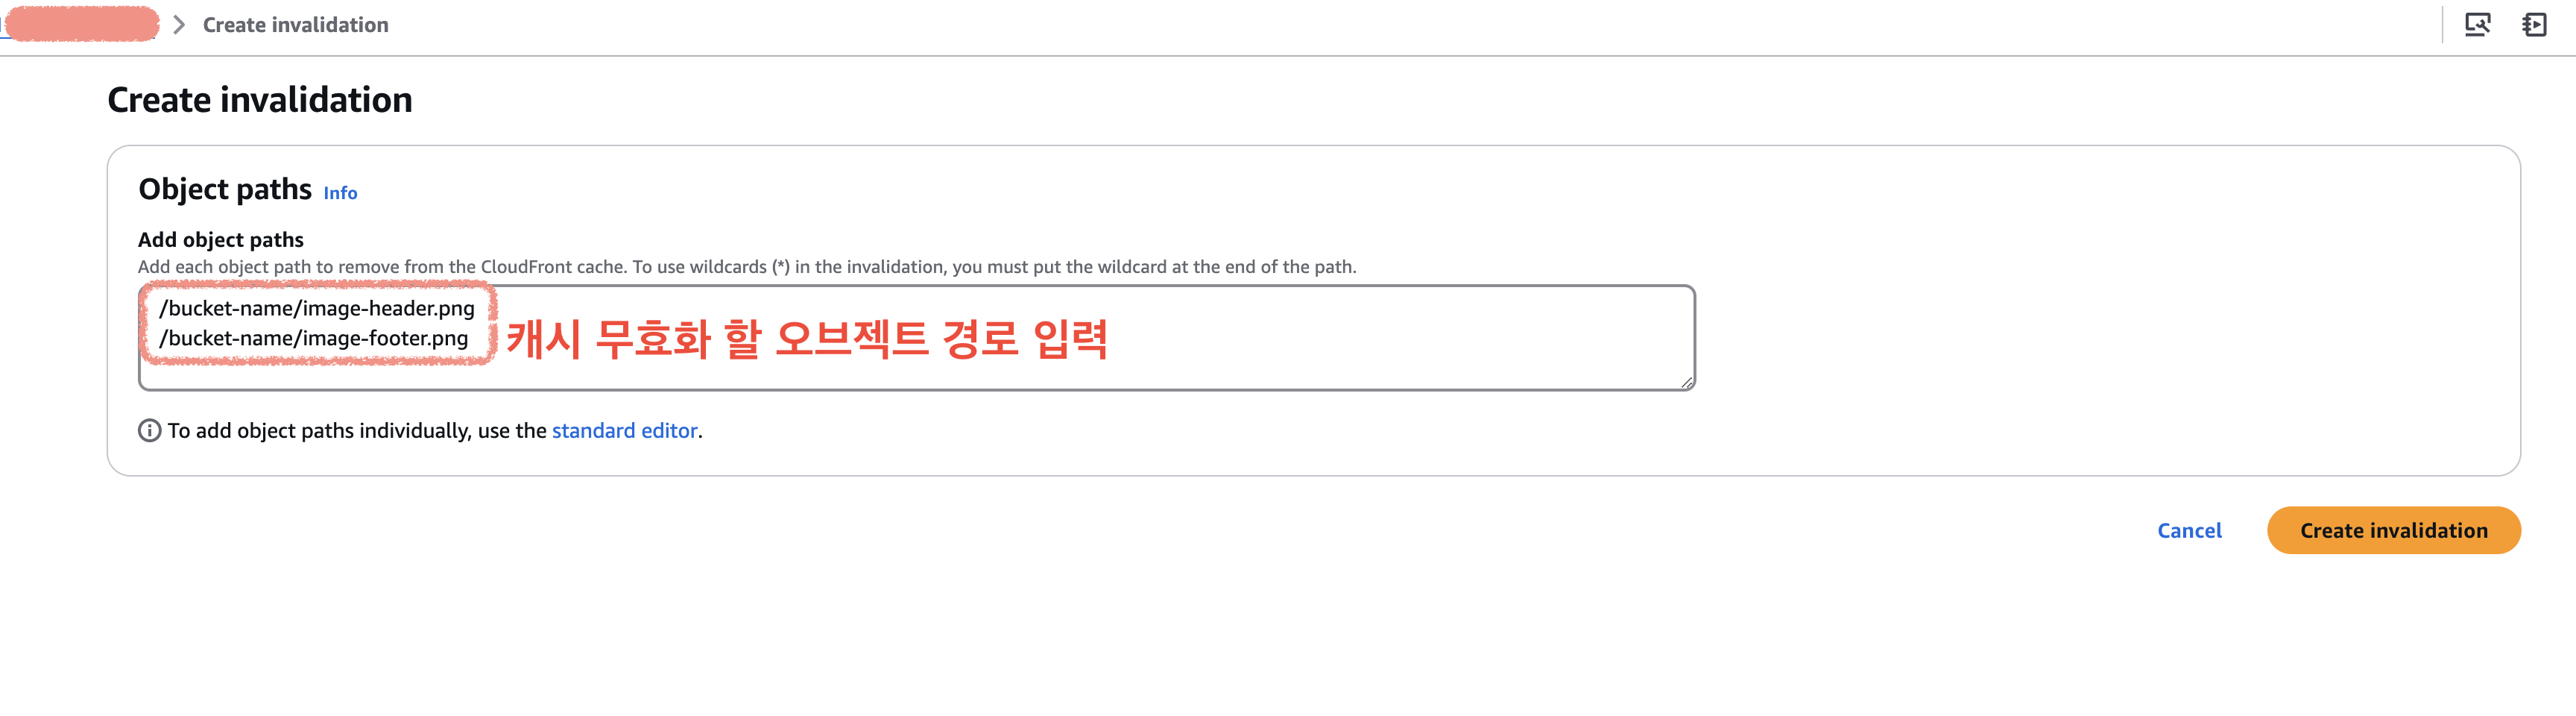 Create invalidation
Create invalidation
Object paths Info
Add object paths
Add each object path to remove from the CloudFront cache. To use wildcards (*) in the invalidation, you must put the wildcard at the end of the path.
/bucket-name/image-header.png
/bucket-name/image-footer.png
캐시 무효화 할 오브젝트 경로 입력
To add object paths individually, use the standard editor.
Cancel
Create invalidation